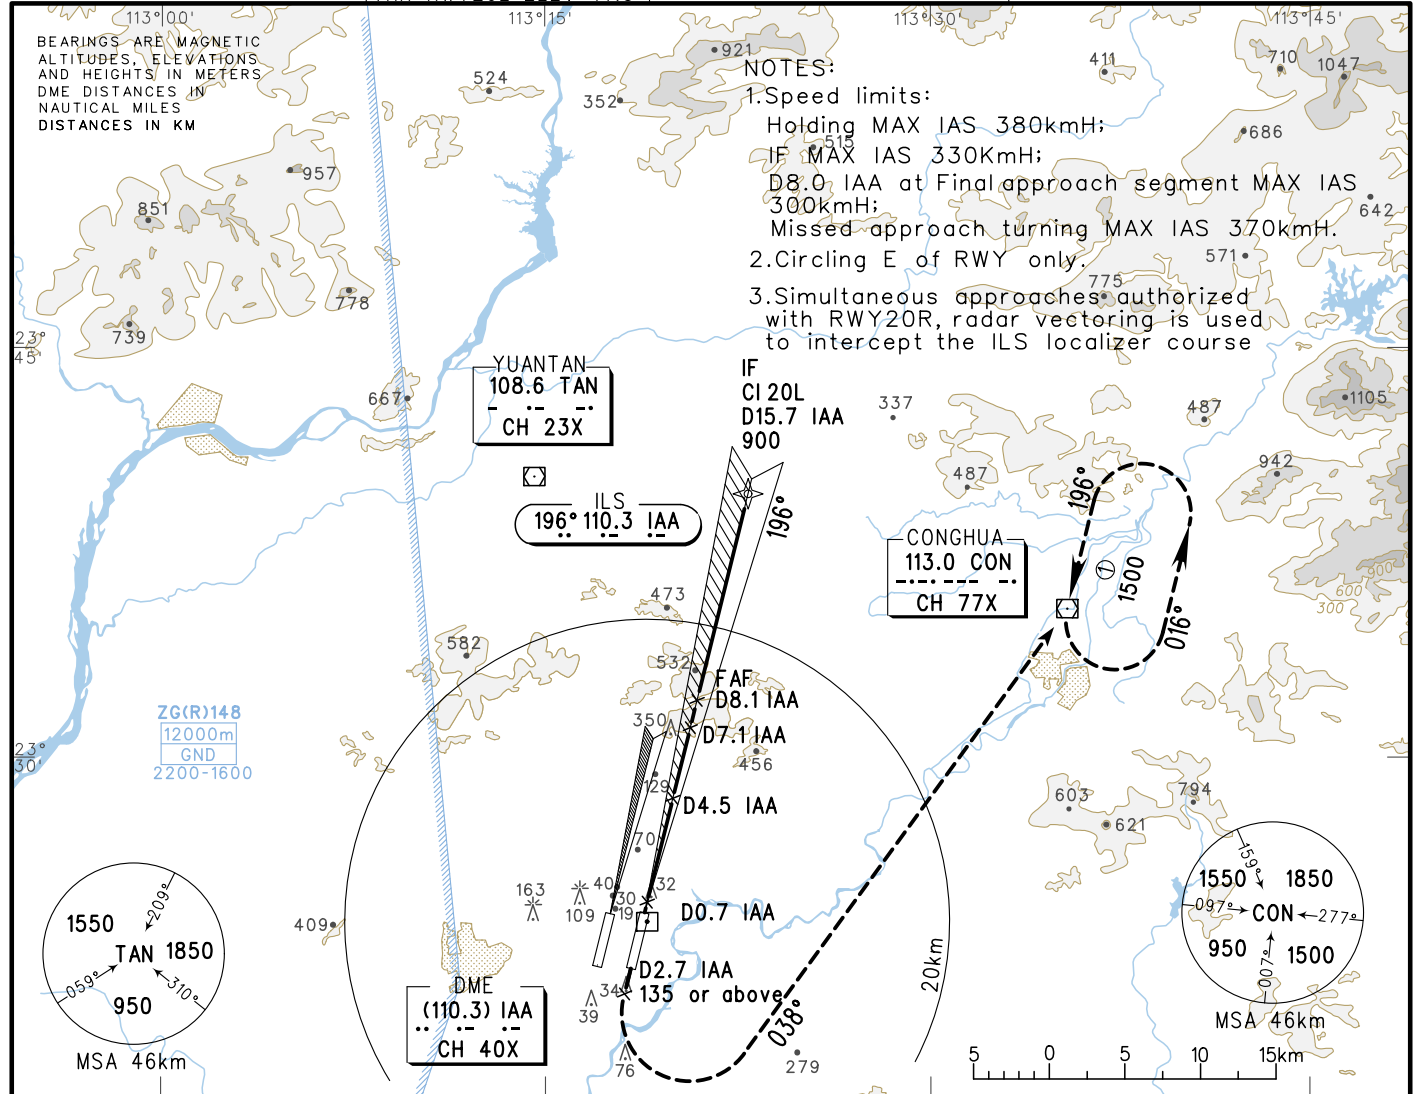 113°00'
113°15'
113°30'
113°45'
BEARINGS ARE MAGNETIC
ALTITUDES, ELEVATIONS
AND HEIGHTS IN METERS
DME DISTANCES IN
NAUTICAL MILES
DISTANCES IN KM
NOTES:
1.Speed limits:
Holding MAX IAS 380kmH;
IF MAX IAS 330KmH;
D8.0 IAA at Final approach segment MAX IAS
300kmH;
Missed approach turning MAX IAS 370kmH.
2.Circling E of RWY only.
3.Simultaneous approaches authorized
with RWY20R, radar vectoring is used
to intercept the ILS localizer course
921
524
352
515
411
710
1047
686
642
571
775
957
851
778
739
23°
45'
667
YUANTAN
108.6 TAN
CH 23X
IF
CI 20L
D15.7 IAA
900
337
487
1105
487
942
ILS
196° 110.3 IAA
196°
196°
CONGHUA
113.0 CON
CH 77X
1
1500
016°
900
600
300
473
582
532
FAF
D8.1 IAA
350
D7.1 IAA
456
ZG(R)148
12000m
GND
2200-1600
23°
30'
129
D4.5 IAA
603
794
621
70
163
109
40
30
19
32
D0.7 IAA
409
1550
209°
TAN
1850
059°
310°
950
MSA 46km
159°
1550
1850
097°
CON
277°
950
007°
1500
MSA 46km
20km
D2.7 IAA
135 or above
34
39
DME
(110.3) IAA
CH 40X
038°
76
279
5 0 5 10 15km